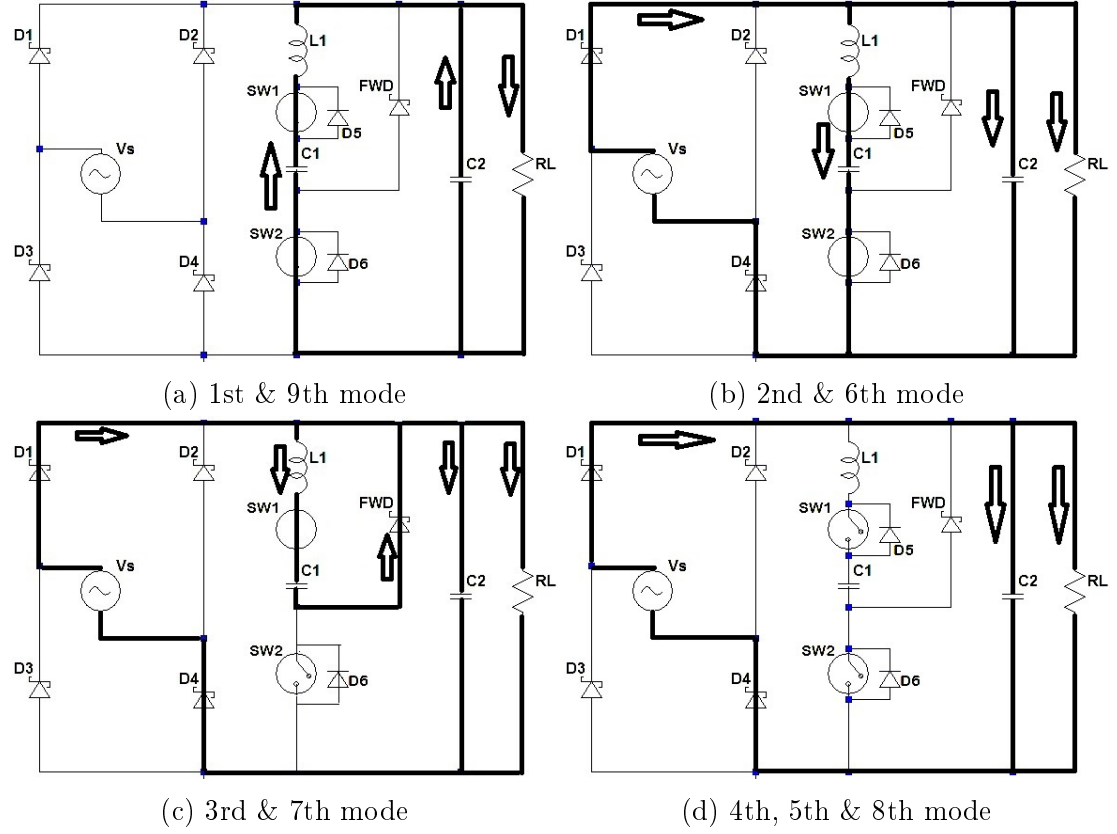 D1
D2
L1
SW1
FWD
D5
Vs
C1
C2
RL
SW2
D3
D4
D6
(a) 1st & 9th mode
D1
D2
L1
SW1
FWD
D5
Vs
C1
C2
RL
SW2
D3
D4
D6
(b) 2nd & 6th mode
D1
D2
L1
SW1
FWD
Vs
C1
C2
RL
SW2
D3
D4
D6
(c) 3rd & 7th mode
D1
D2
L1
SW1
FWD
D5
Vs
C1
C2
RL
SW2
D3
D4
D6
(d) 4th, 5th & 8th mode